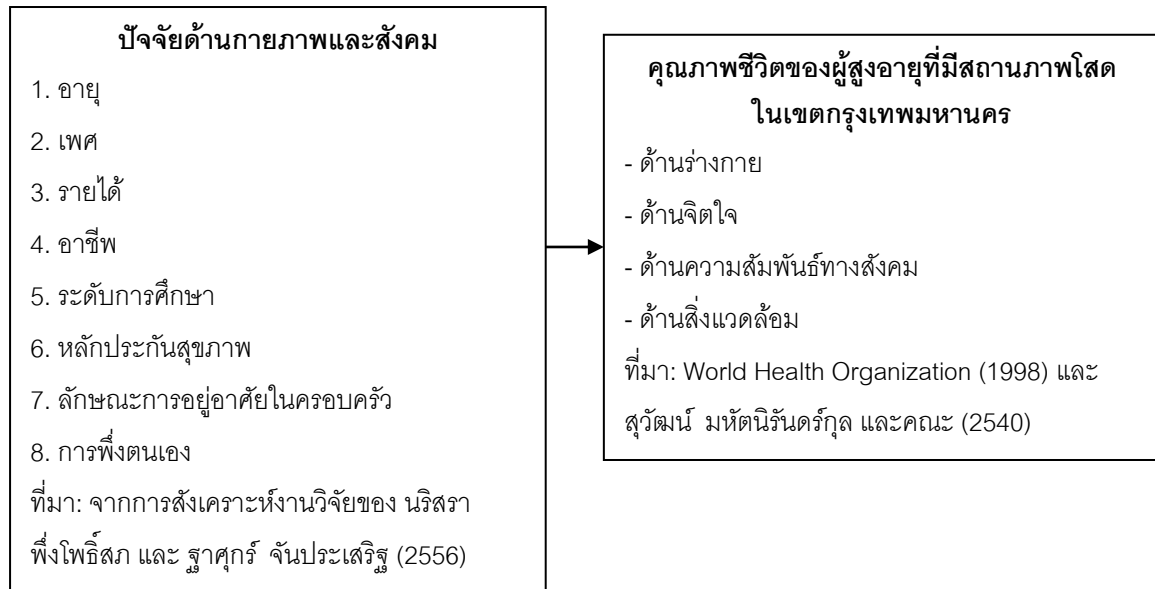 ปัจจัยด้านกายภาพและสังคม
1. อายุ
2. เพศ
3. รายได้
4. อาชีพ
5. ระดับการศึกษา
6. หลักประกันสุขภาพ
7. ลักษณะการอยู่อาศัยในครอบครัว
8. การพึ่งตนเอง
ที่มา: จากการสังเคราะห์งานวิจัยของ นริสรา
พึ่งโพธิ์สภ และ ฐาศุกร์ จันประเสริฐ (2556)
คุณภาพชีวิตของผู้สูงอายุที่มีสถานภาพโสด
ในเขตกรุงเทพมหานคร
- ด้านร่างกาย
- ด้านจิตใจ
- ด้านความสัมพันธ์ทางสังคม
- ด้านสิ่งแวดล้อม
ที่มา: World Health Organization (1998) และ
สุวัฒน์ มหัตนิรันดร์กุล และคณะ (2540)